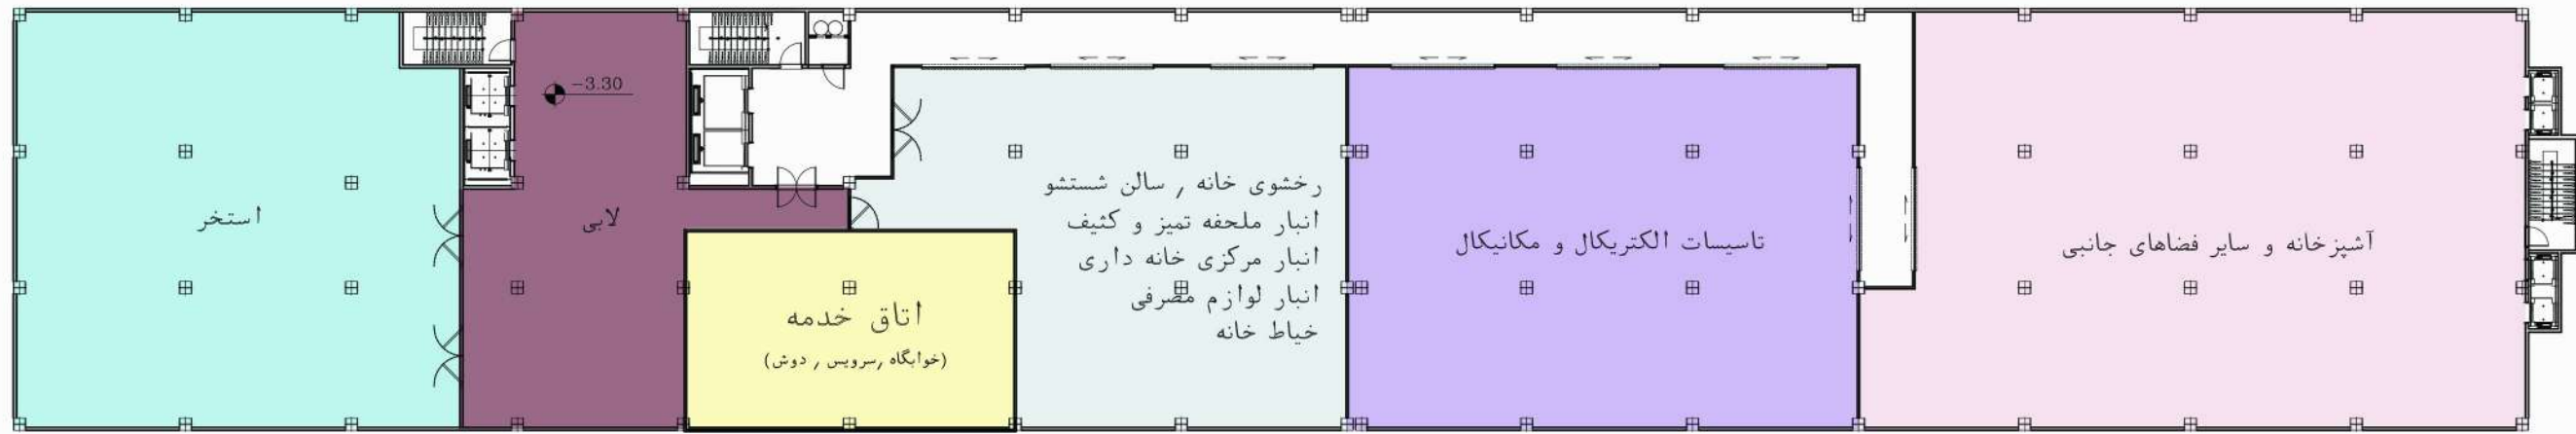 -3.30
استخر
لابی
اتاق خدمه
(خوابگاه ,سرویس , دوش)
رخشوی خانه , سالن شستشو
انبار ملحفه تمیز و کثیف
انبار مرکزی خانه داری
انبار لوازم مصرفی
خیاط خانه
تاسیسات الکتریکال و مکانیکال
آشپزخانه و سایر فضاهای جانبی